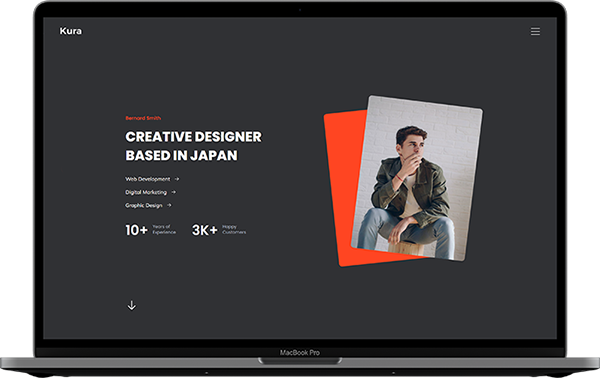 Kura
Bernard Smith
CREATIVE DESIGNER
BASED IN JAPAN
Web Development
Digital Marketing
Graphic Design
10+ Years of
Experience
3K+ Happy
Customers
MacBook Pro